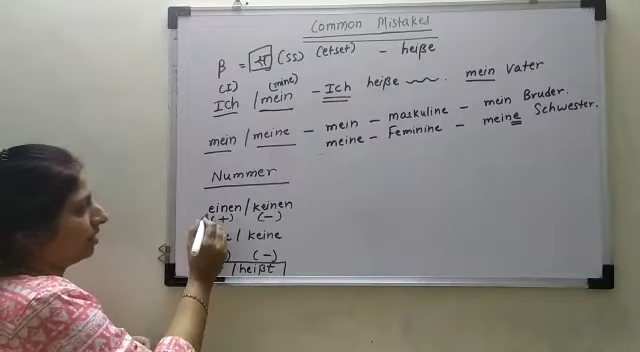 Common Mistakes
β = स (ss) (etset) - heiße
(I) (mine)
Ich / mein - Ich heiße mein Vater
mein / meine - mein - maskuline - mein Bruder.
meine - Feminine - meine Schwester.
Nummer
einen / keinen
(+) (-)
/ keine
(-)
/ heißt